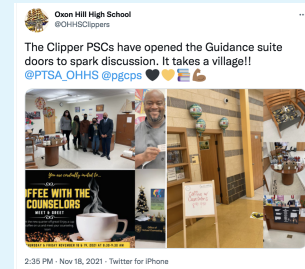 Oxon Hill High School
@OHHSClippers
The Clipper PSCs have opened the Guidance suite
doors to spark discussion. It takes a village!!
@PTSA_OHHS @pgcps 🖤💛📚💪🏾
You are cordially invited to...
COFFEE WITH THE
COUNSELORS
MEET & GREET
2:35 PM · Nov 18, 2021 · Twitter for iPhone